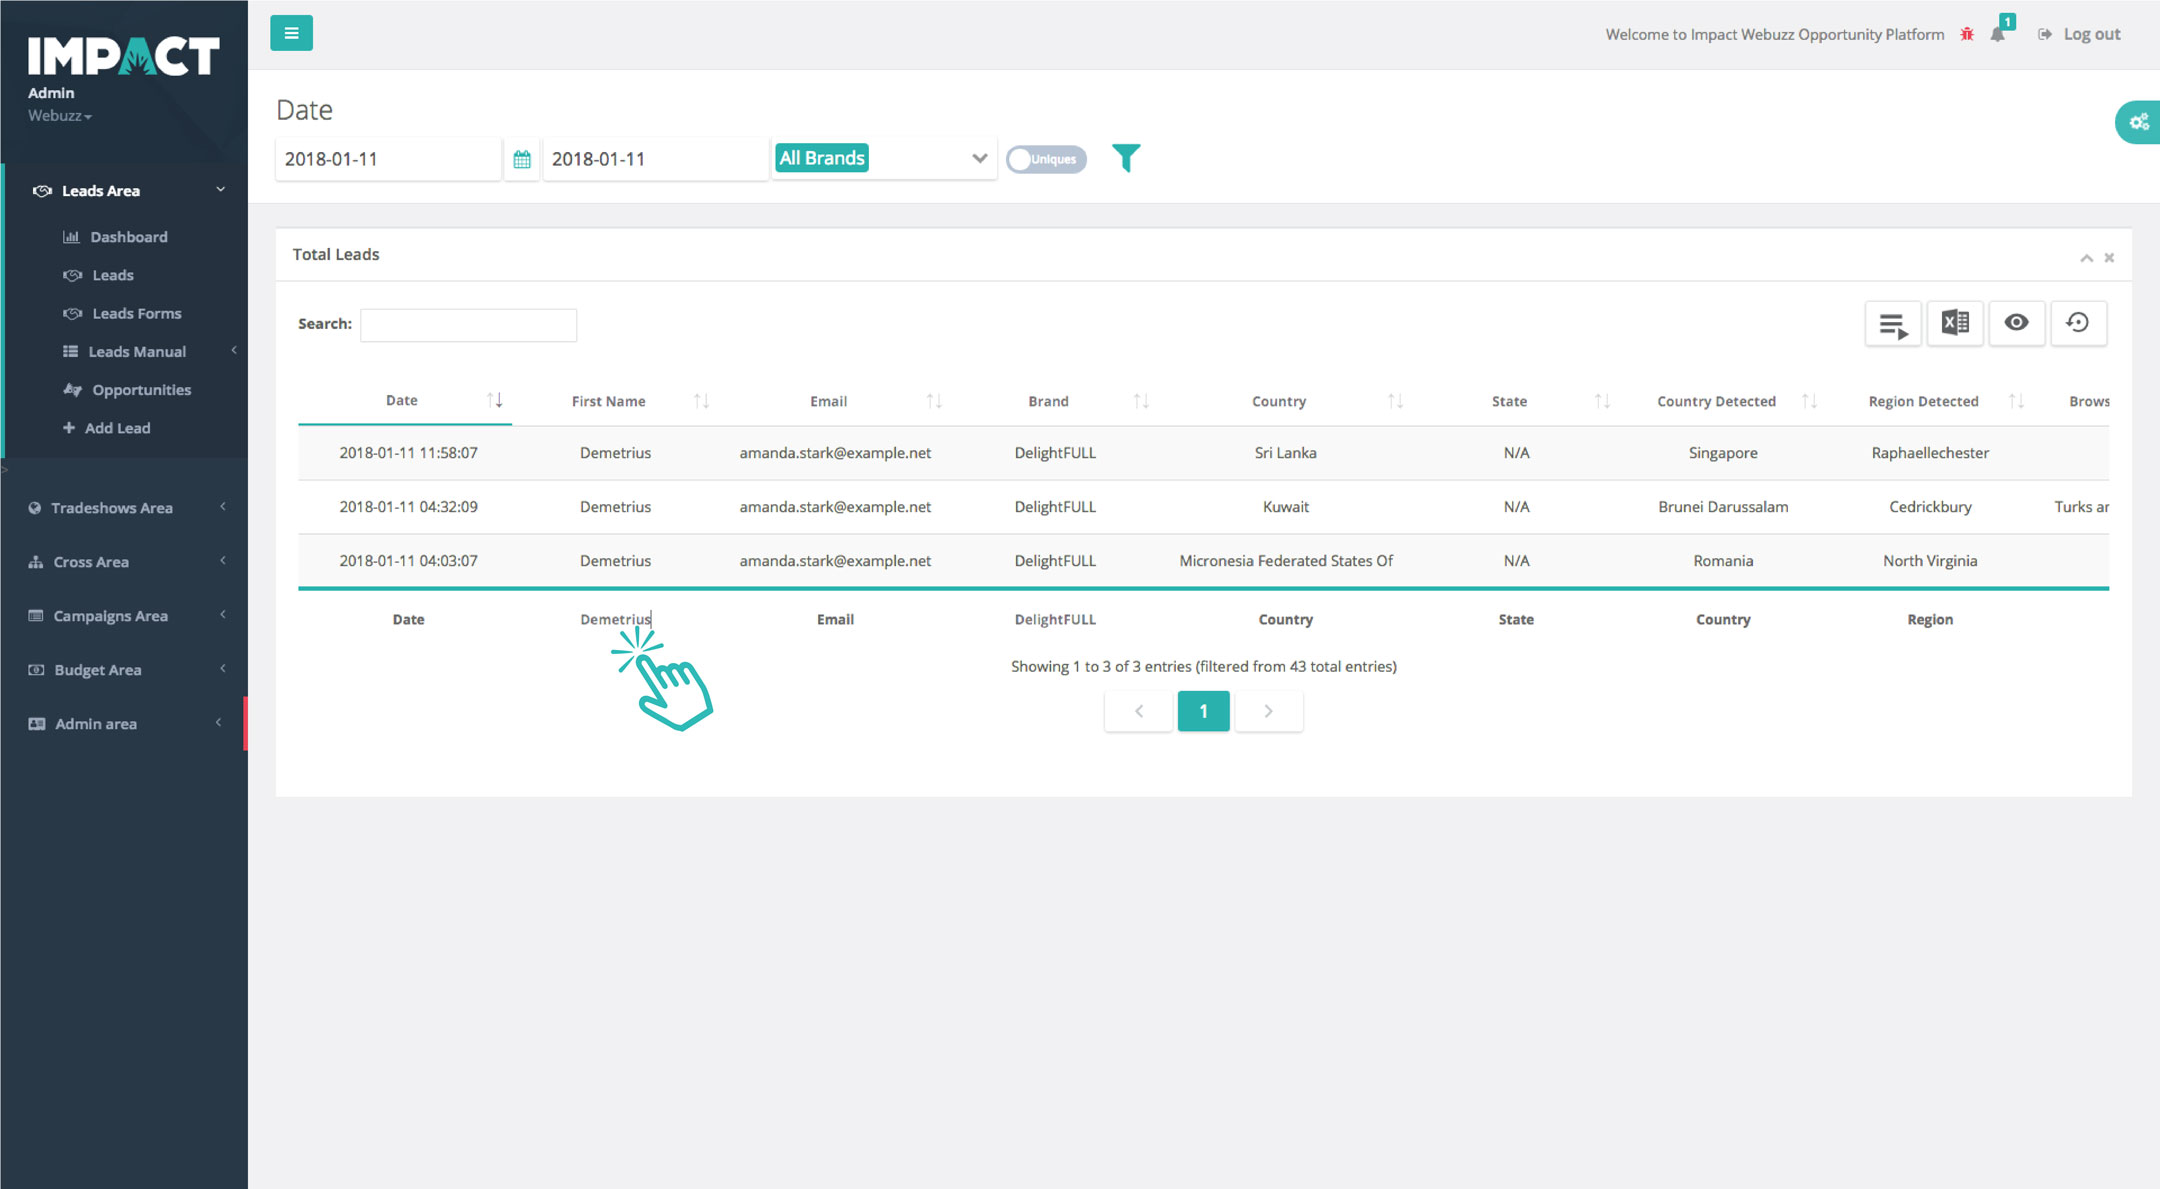 IMPACT
Admin
Webuzz
Welcome to Impact Webuzz Opportunity Platform 1 Log out
Date
2018-01-11 2018-01-11 All Brands Uniques
Leads Area
Dashboard
Leads
Leads Forms
Leads Manual
Opportunities
Add Lead
Tradeshows Area
Cross Area
Campaigns Area
Budget Area
Admin area
Total Leads
Search:
Date First Name Email Brand Country State Country Detected Region Detected Brows
2018-01-11 11:58:07 Demetrius amanda.stark@example.net DelightFULL Sri Lanka N/A Singapore Raphaellechester
2018-01-11 04:32:09 Demetrius amanda.stark@example.net DelightFULL Kuwait N/A Brunei Darussalam Cedrickbury Turks ar
2018-01-11 04:03:07 Demetrius amanda.stark@example.net DelightFULL Micronesia Federated States Of N/A Romania North Virginia
Date Demetrius Email DelightFULL Country State Country Region
Showing 1 to 3 of 3 entries (filtered from 43 total entries)
< 1 >